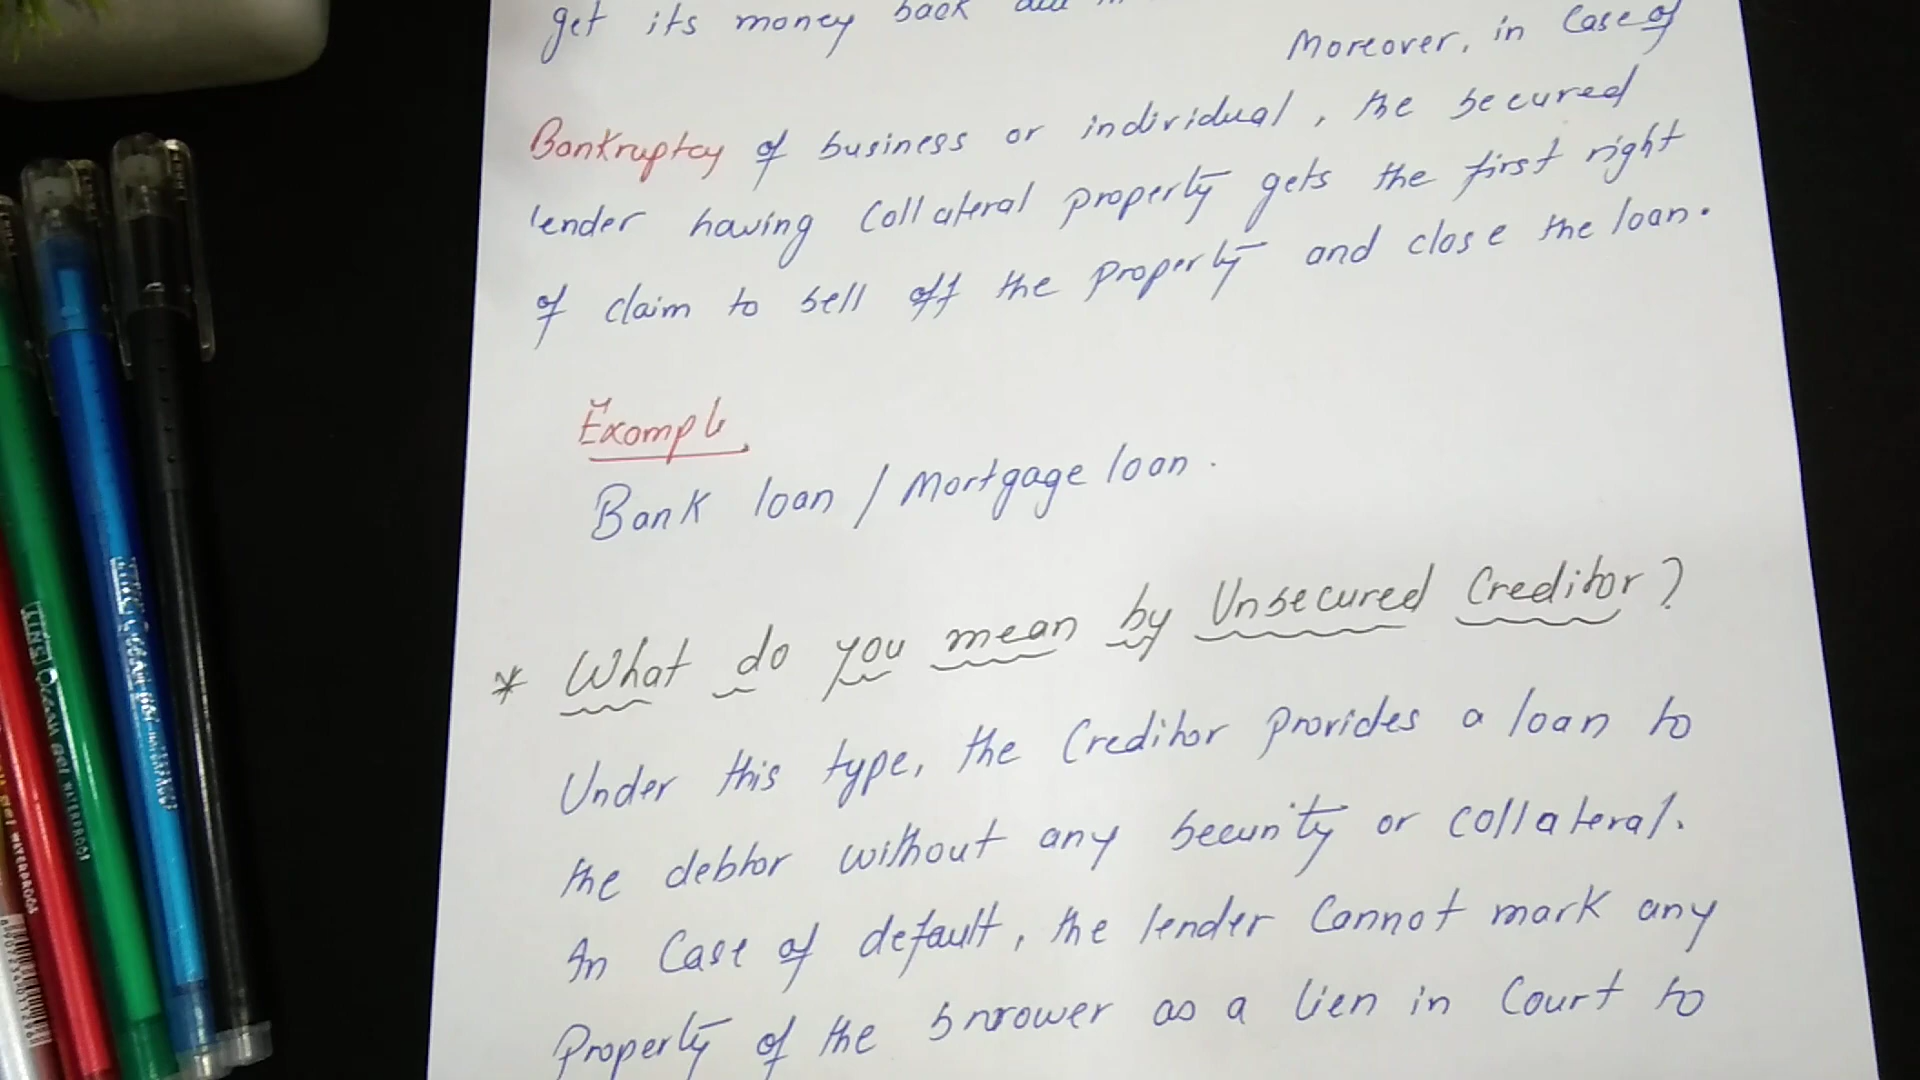 get its money back
Moreover, in Case of
Bankruptcy of business or individual, the secured
lender having Collateral property gets the first right
of claim to sell off the property and close the loan.
Example
Bank loan / Mortgage loan.
* What do you mean by Unsecured Creditor?
Under this type, the Creditor provides a loan to
the debtor without any security or collateral.
In Case of default, the lender Cannot mark any
Property of the borrower as a lien in Court to
LINC Ocean Gel WATERPROOF